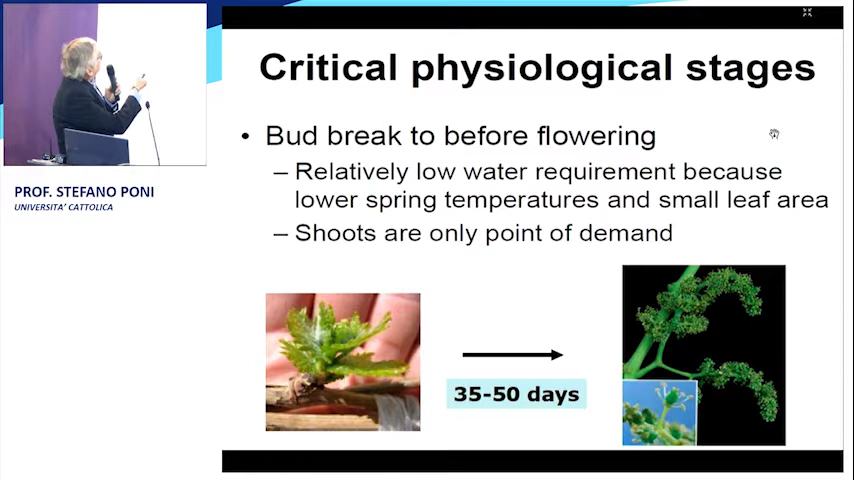 Critical physiological stages
• Bud break to before flowering
– Relatively low water requirement because
lower spring temperatures and small leaf area
– Shoots are only point of demand
35-50 days
PROF. STEFANO PONI
UNIVERSITA’ CATTOLICA